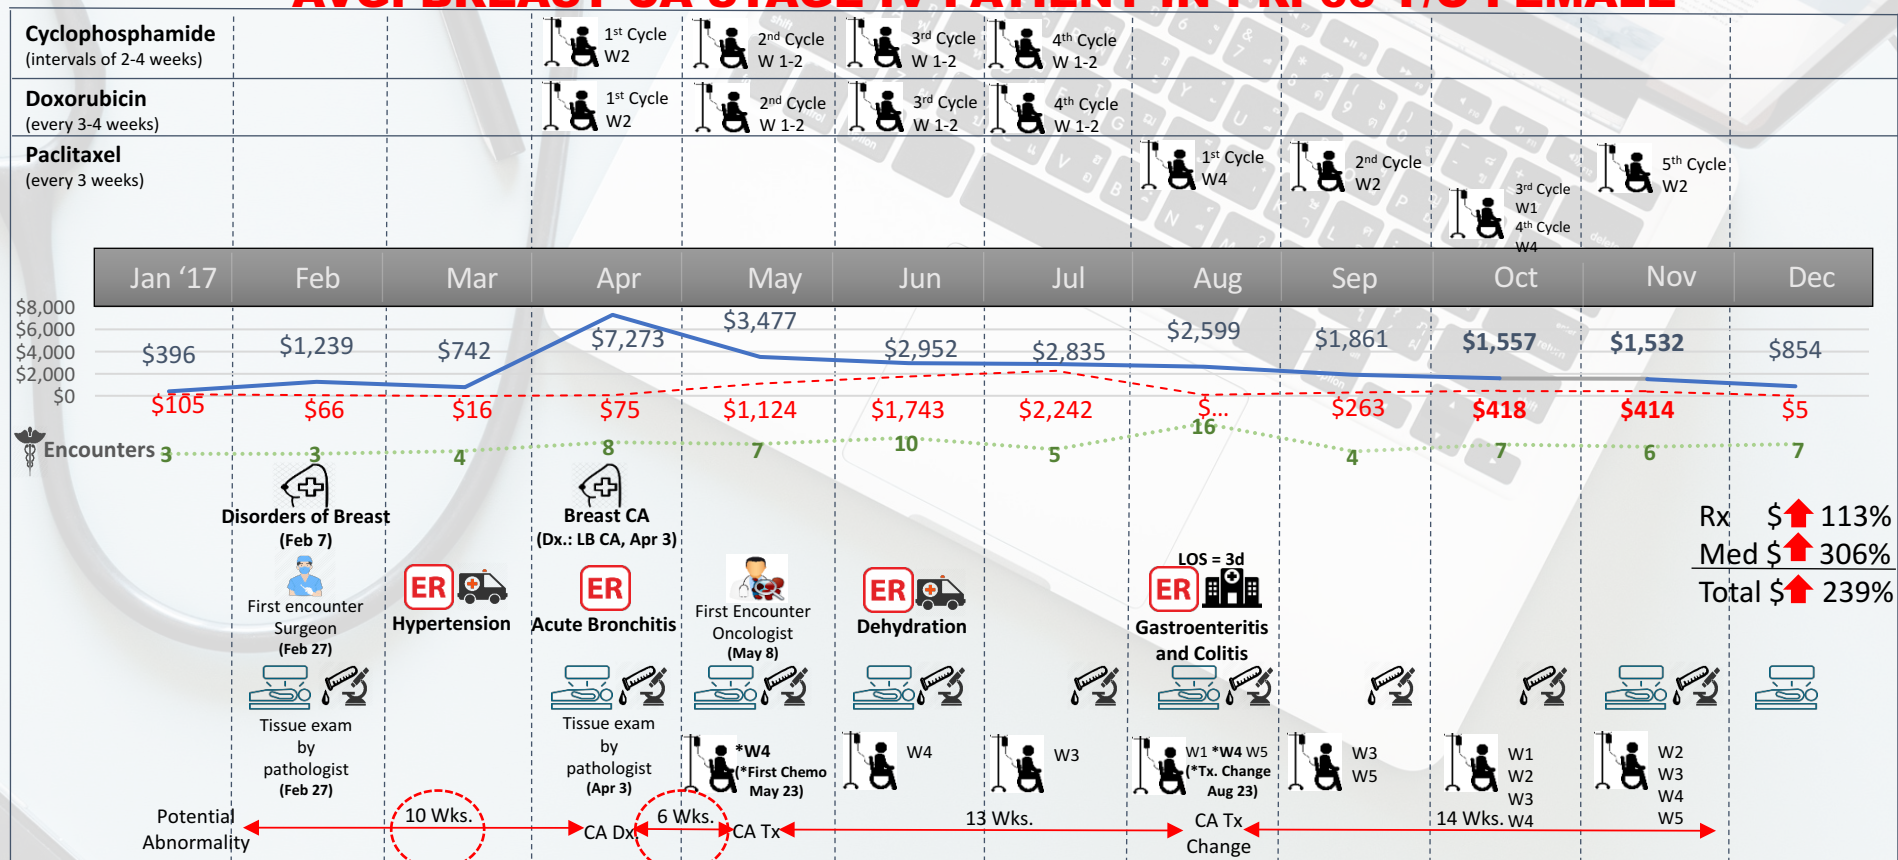 AVG. BREAST CA STAGE IV PATIENT IN PR: 60 Y/O FEMALE
Cyclophosphamide
(intervals of 2-4 weeks)
1st Cycle
W2
2nd Cycle
W 1-2
3rd Cycle
W 1-2
4th Cycle
W 1-2
Doxorubicin
(every 3-4 weeks)
1st Cycle
W2
2nd Cycle
W 1-2
3rd Cycle
W 1-2
4th Cycle
W 1-2
Paclitaxel
(every 3 weeks)
1st Cycle
W4
2nd Cycle
W2
3rd Cycle
W1
4th Cycle
W4
5th Cycle
W2
Jan '17 Feb Mar Apr May Jun Jul Aug Sep Oct Nov Dec
$8,000
$6,000
$4,000
$2,000
$0
$396 $1,239 $742 $7,273 $3,477 $2,952 $2,835 $2,599 $1,861 $1,557 $1,532 $854
$105 $66 $16 $75 $1,124 $1,743 $2,242 $... $263 $418 $414 $5
Encounters 3 3 4 8 7 10 5 16 4 7 6 7
Disorders of Breast
(Feb 7)
Breast CA
(Dx.: LB CA, Apr 3)
Rx $ 113%
Med $ 306%
Total $ 239%
First encounter
Surgeon
(Feb 27)
ER
Hypertension
ER
Acute Bronchitis
First Encounter
Oncologist
(May 8)
ER
Dehydration
LOS = 3d
ER
Gastroenteritis
and Colitis
Tissue exam
by
pathologist
(Feb 27)
Tissue exam
by
pathologist
(Apr 3)
*W4
(*First Chemo
May 23)
W4
W3
W1 *W4 W5
(*Tx. Change
Aug 23)
W3
W5
W1
W2
W3
W4
W2
W3
W4
W5
Potential
Abnormality
10 Wks.
CA Dx.
6 Wks.
CA Tx
13 Wks.
CA Tx
Change
14 Wks.